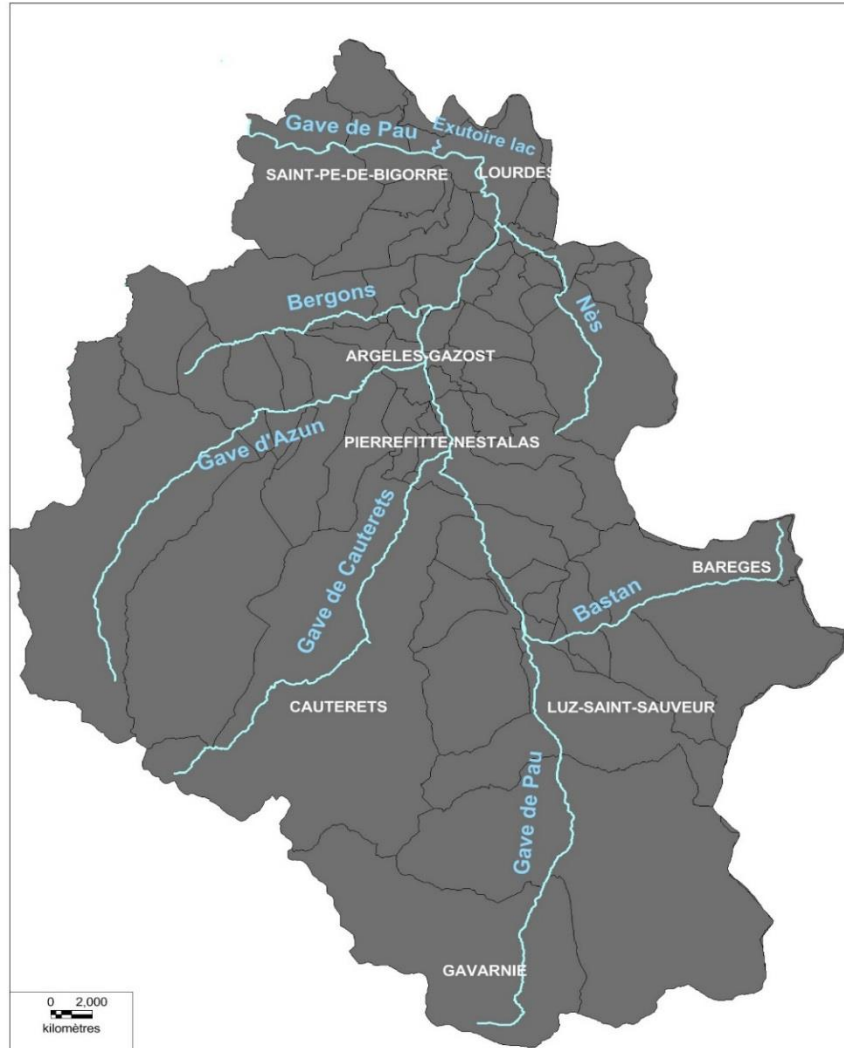 Gave de Pau
Exutoire lac
SAINT-PE-DE-BIGORRE
LOURDES
Bergons
Nès
ARGELES-GAZOST
Gave d'Azun
PIERREFITTE-NESTALAS
Gave de Cauterets
BAREGES
Bastan
CAUTERETS
LUZ-SAINT-SAUVEUR
Gave de Pau
GAVARNIE
0 2,000
kilomètres